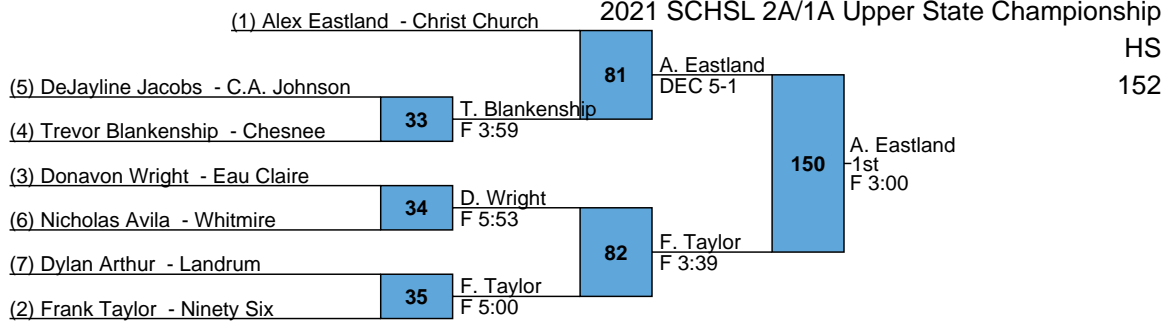 2021 SCHSL 2A/1A Upper State Championship
HS
152
(1) Alex Eastland - Christ Church
(5) DeJayline Jacobs - C.A. Johnson
(4) Trevor Blankenship - Chesnee
(3) Donavon Wright - Eau Claire
(6) Nicholas Avila - Whitmire
(7) Dylan Arthur - Landrum
(2) Frank Taylor - Ninety Six
33
34
35
T. Blankenship
F 3:59
D. Wright
F 5:53
F. Taylor
F 5:00
81
82
A. Eastland
DEC 5-1
F. Taylor
F 3:39
150
A. Eastland
1st
F 3:00